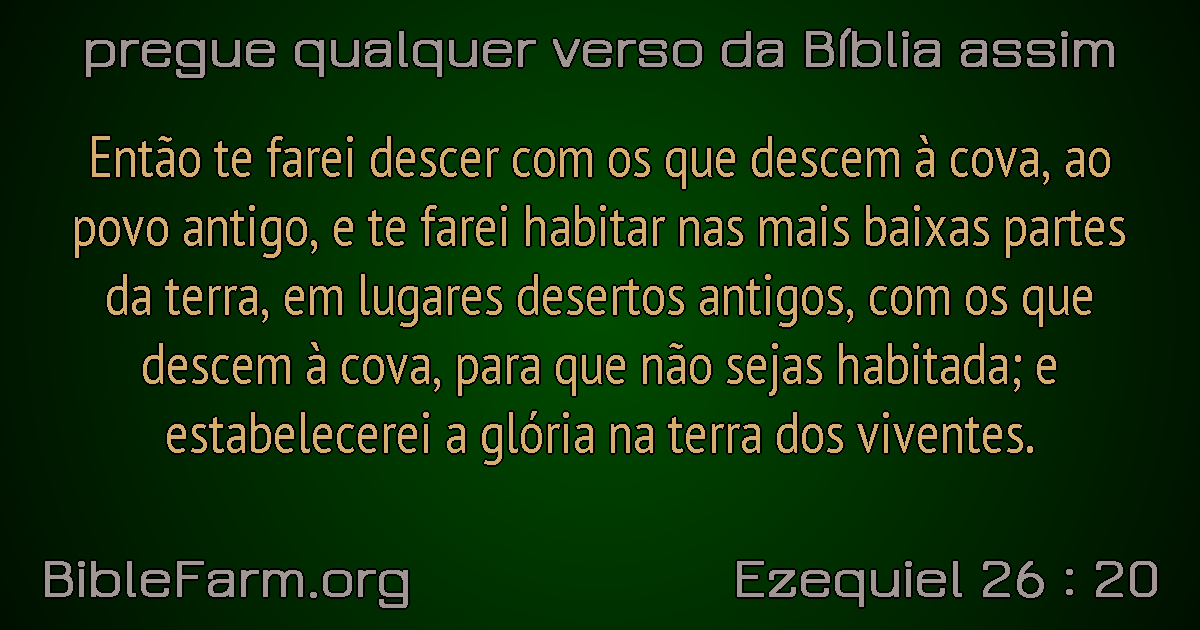 pregue qualquer verso da Bíblia assim
Então te farei descer com os que descem à cova, ao
povo antigo, e te farei habitar nas mais baixas partes
da terra, em lugares desertos antigos, com os que
descem à cova, para que não sejas habitada; e
estabelecerei a glória na terra dos viventes.
BibleFarm.org
Ezequiel 26 : 20